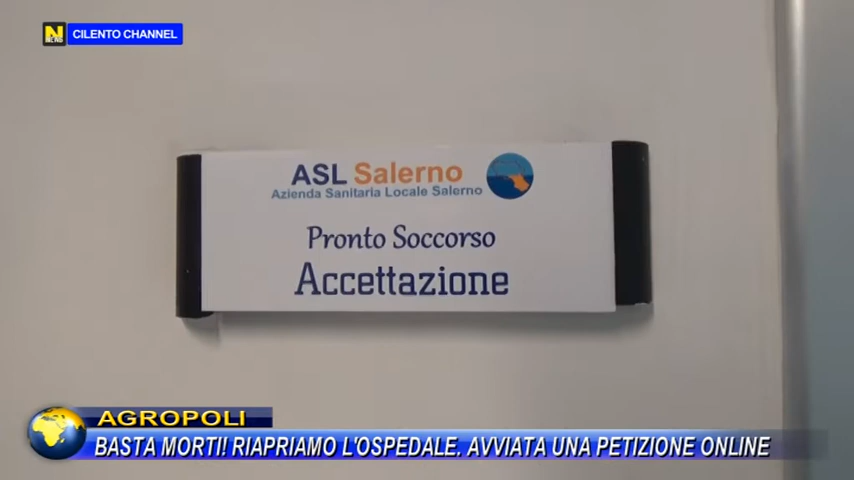 CILENTO CHANNEL
ASL Salerno
Azienda Sanitaria Locale Salerno
Pronto Soccorso
Accettazione
AGROPOLI
BASTA MORTI! RIAPRIAMO L'OSPEDALE. AVVIATA UNA PETIZIONE ONLINE